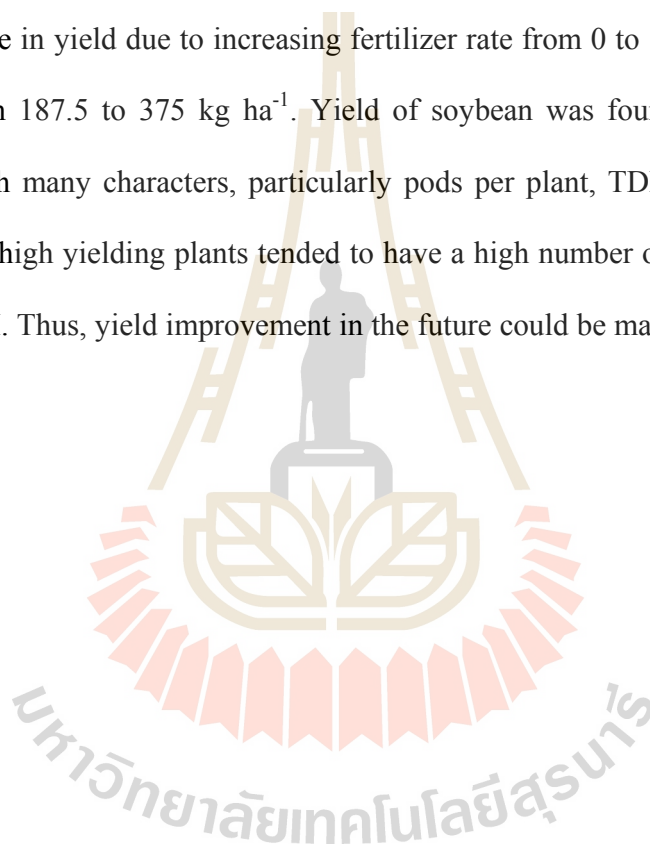 e in yield due to increasing fertilizer rate from 0 to
187.5 to 375 kg ha-1. Yield of soybean was
many characters, particularly pods per plant,
high yielding plants tended to have a high number
. Thus, yield improvement in the future could be
มหาวิทยาลัยเทคโนโลยีสุรนารี